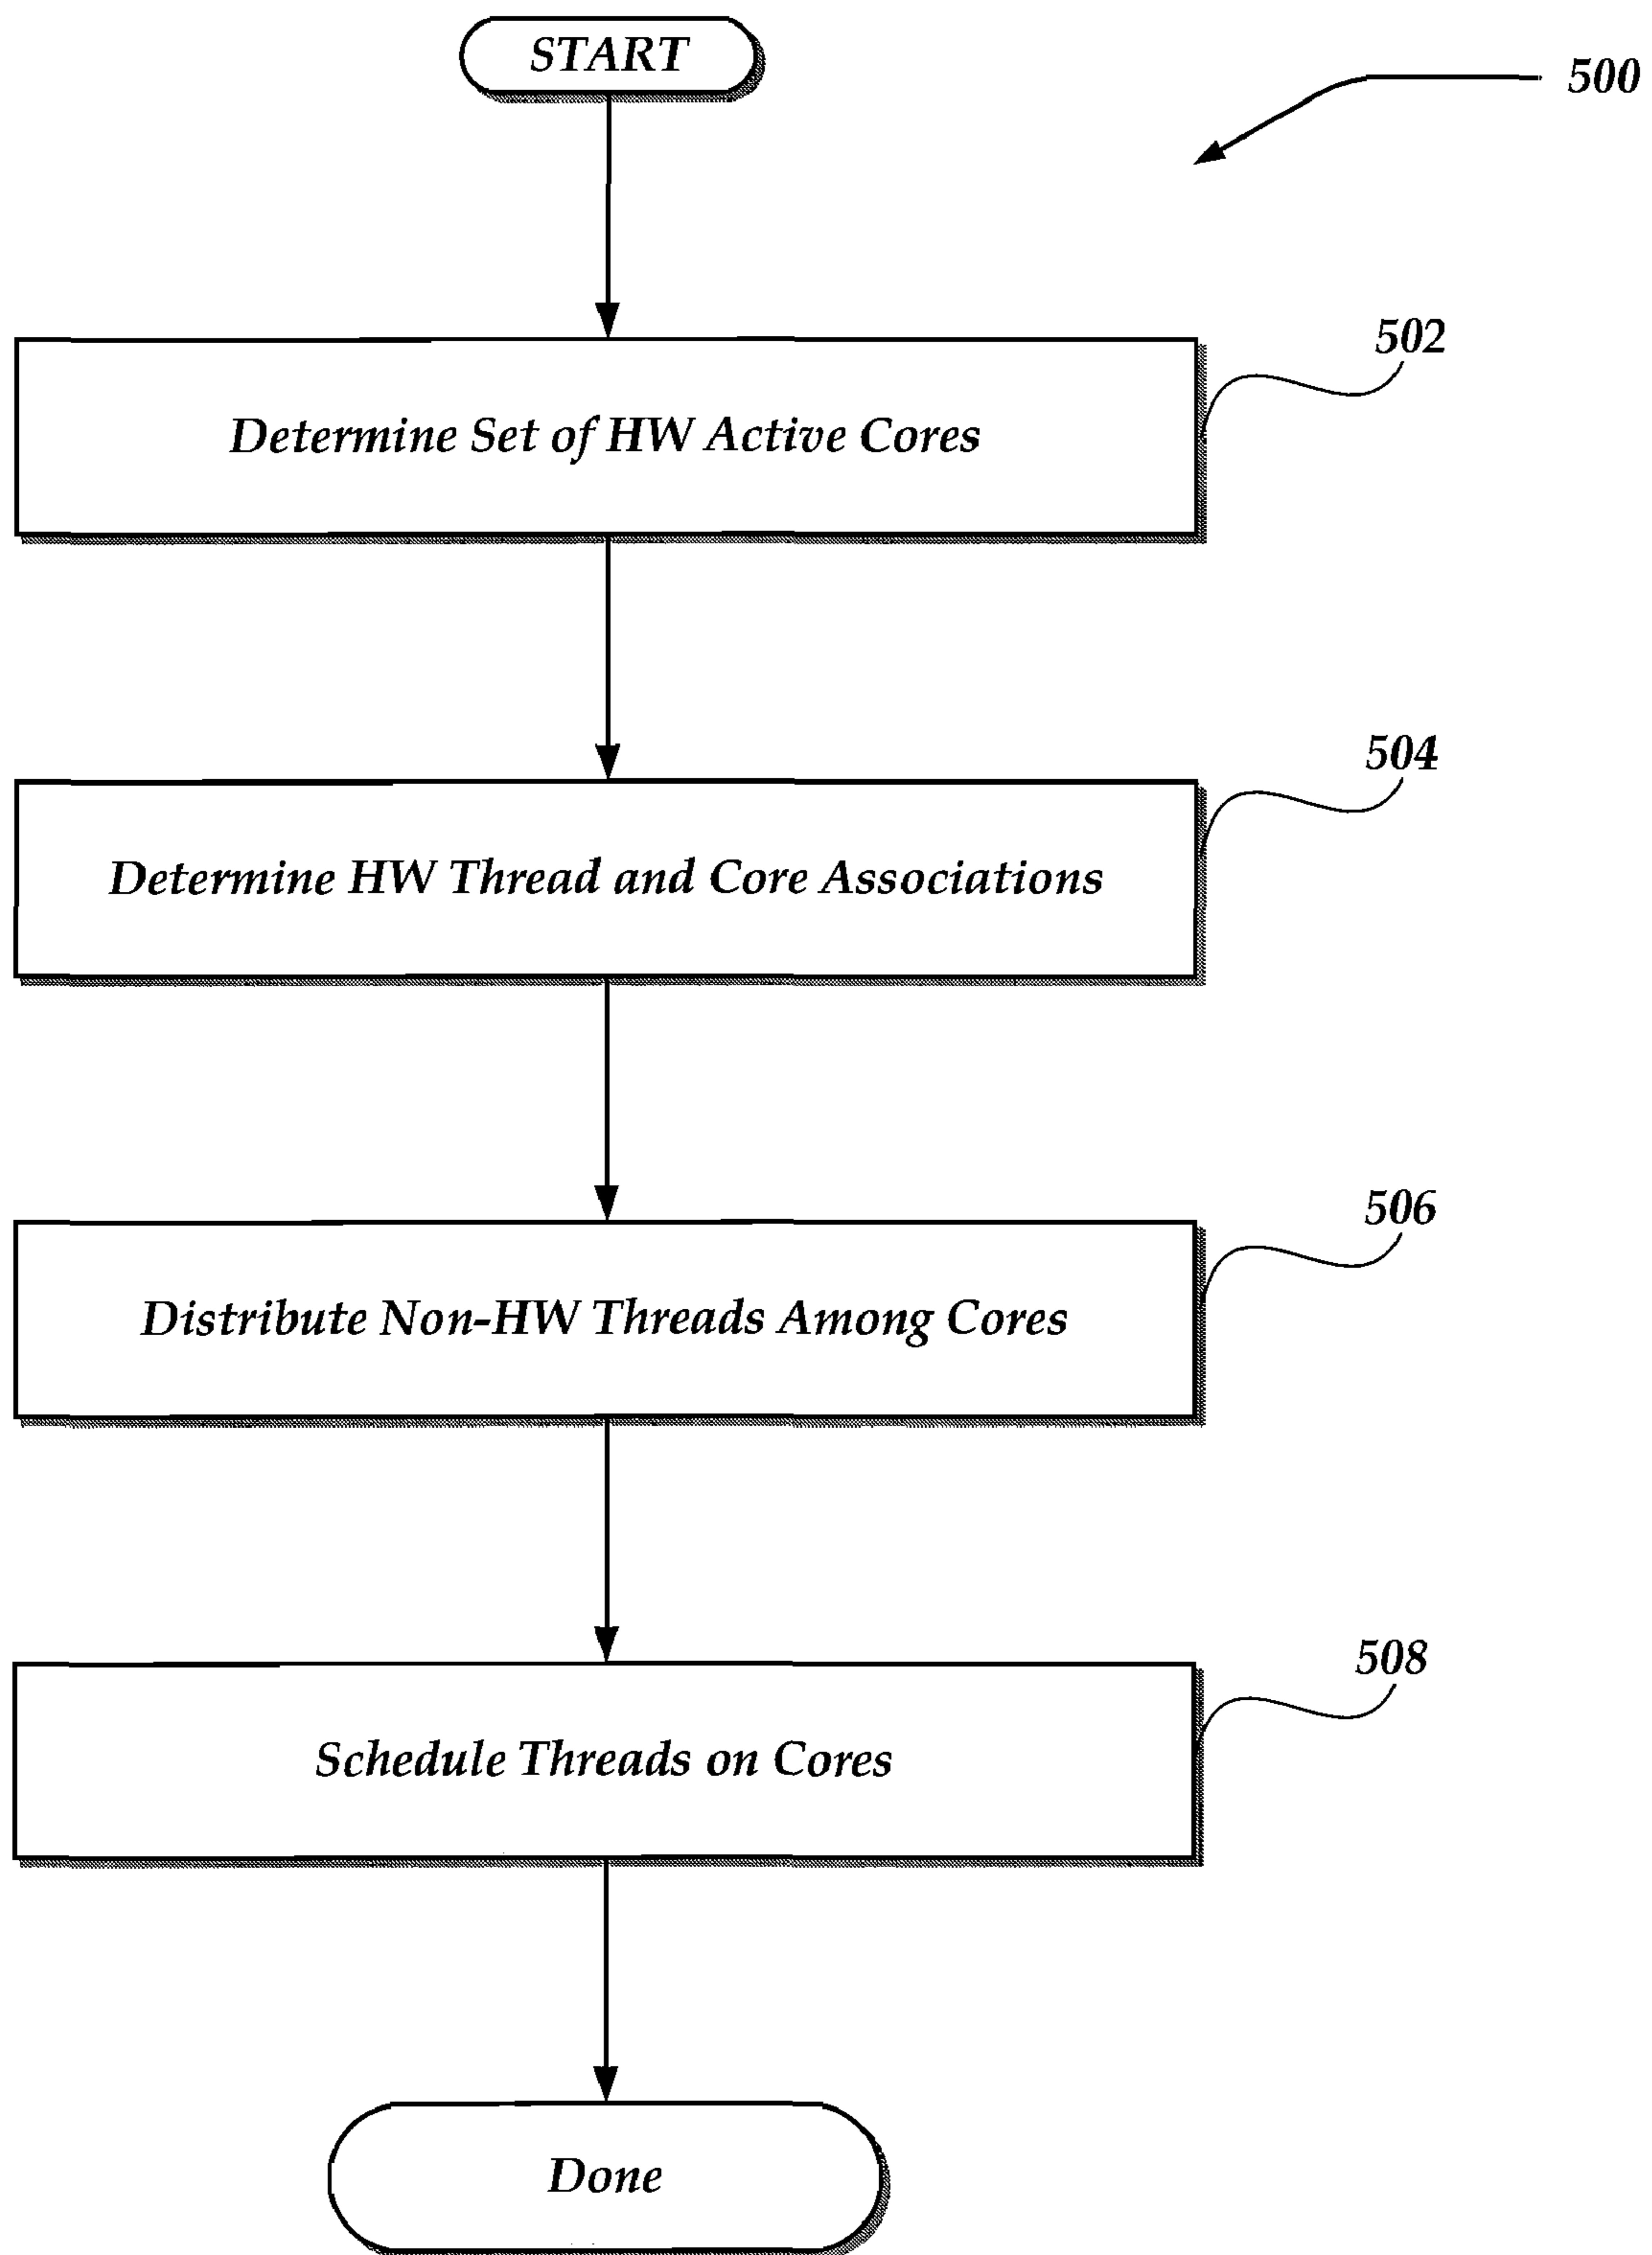 START
500
502
Determine Set of HW Active Cores
504
Determine HW Thread and Core Associations
506
Distribute Non-HW Threads Among Cores
508
Schedule Threads on Cores
Done